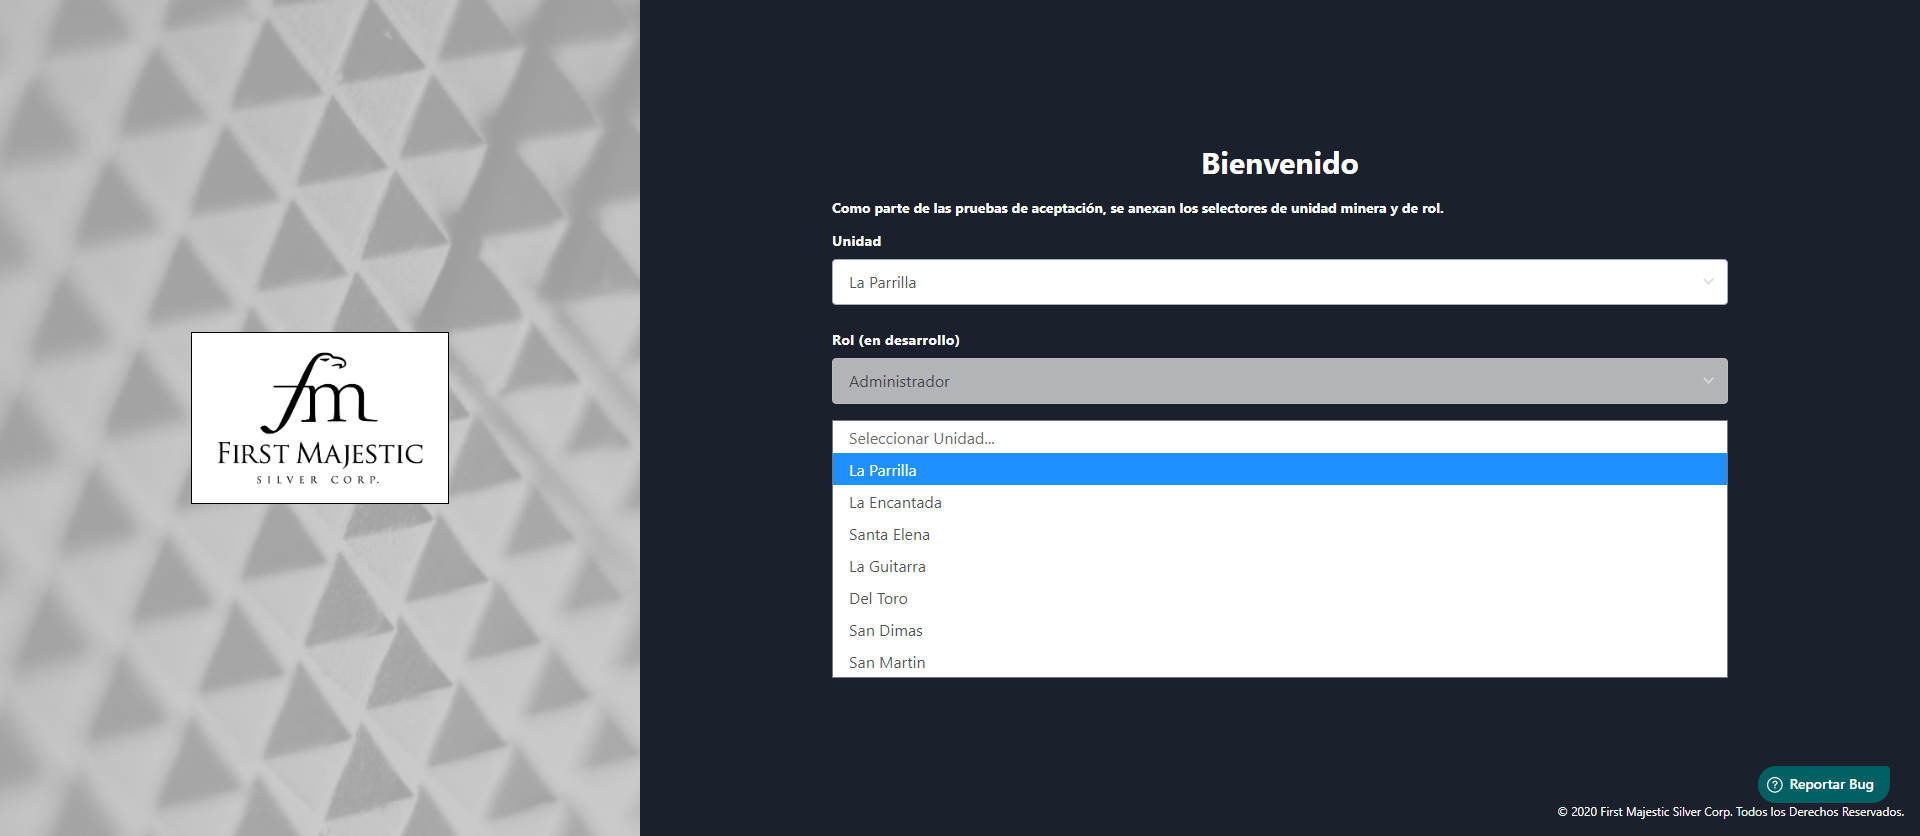 fm
FIRST MAJESTIC
SILVER CORP.
Bienvenido
Como parte de las pruebas de aceptación, se anexan los selectores de unidad minera y de rol.
Unidad
La Parrilla
Rol (en desarrollo)
Administrador
Seleccionar Unidad...
La Parrilla
La Encantada
Santa Elena
La Guitarra
Del Toro
San Dimas
San Martin
Reportar Bug
© 2020 First Majestic Silver Corp. Todos los Derechos Reservados.